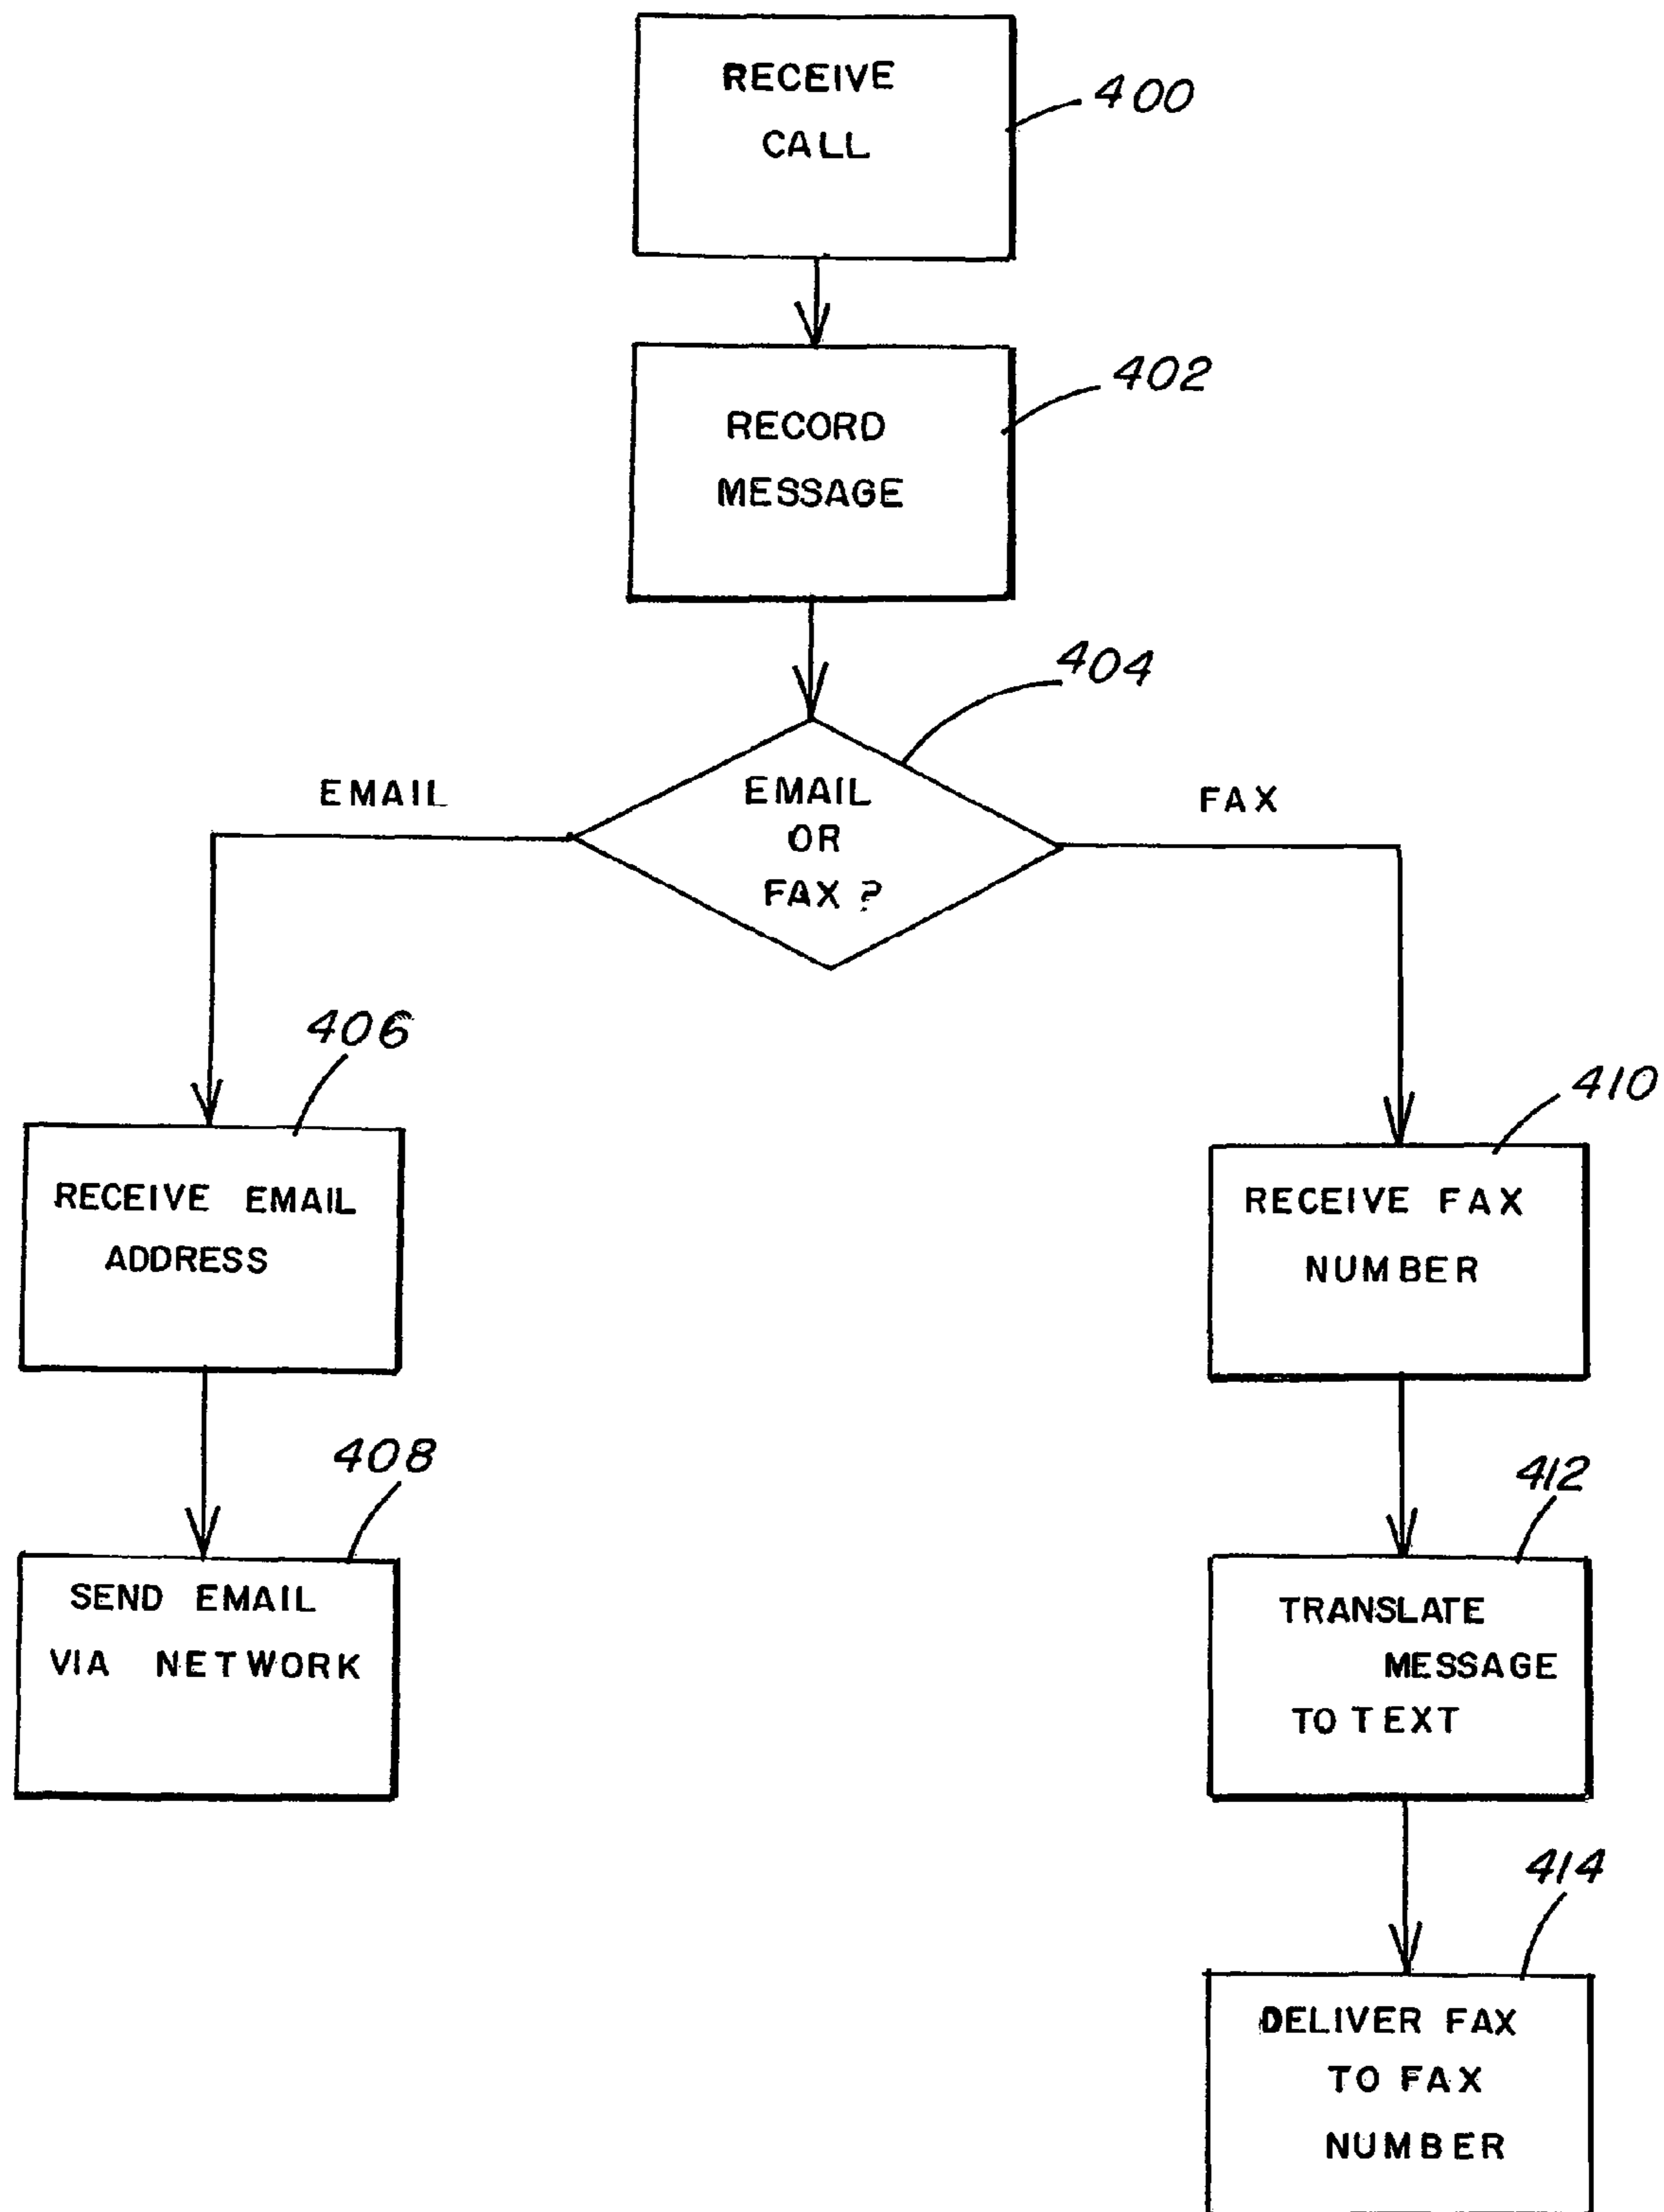 RECEIVE
CALL
400
RECORD
MESSAGE
402
404
EMAIL
EMAIL
OR
FAX ?
FAX
406
RECEIVE EMAIL
ADDRESS
410
RECEIVE FAX
NUMBER
408
SEND EMAIL
VIA NETWORK
412
TRANSLATE
MESSAGE
TO TEXT
414
DELIVER FAX
TO FAX
NUMBER